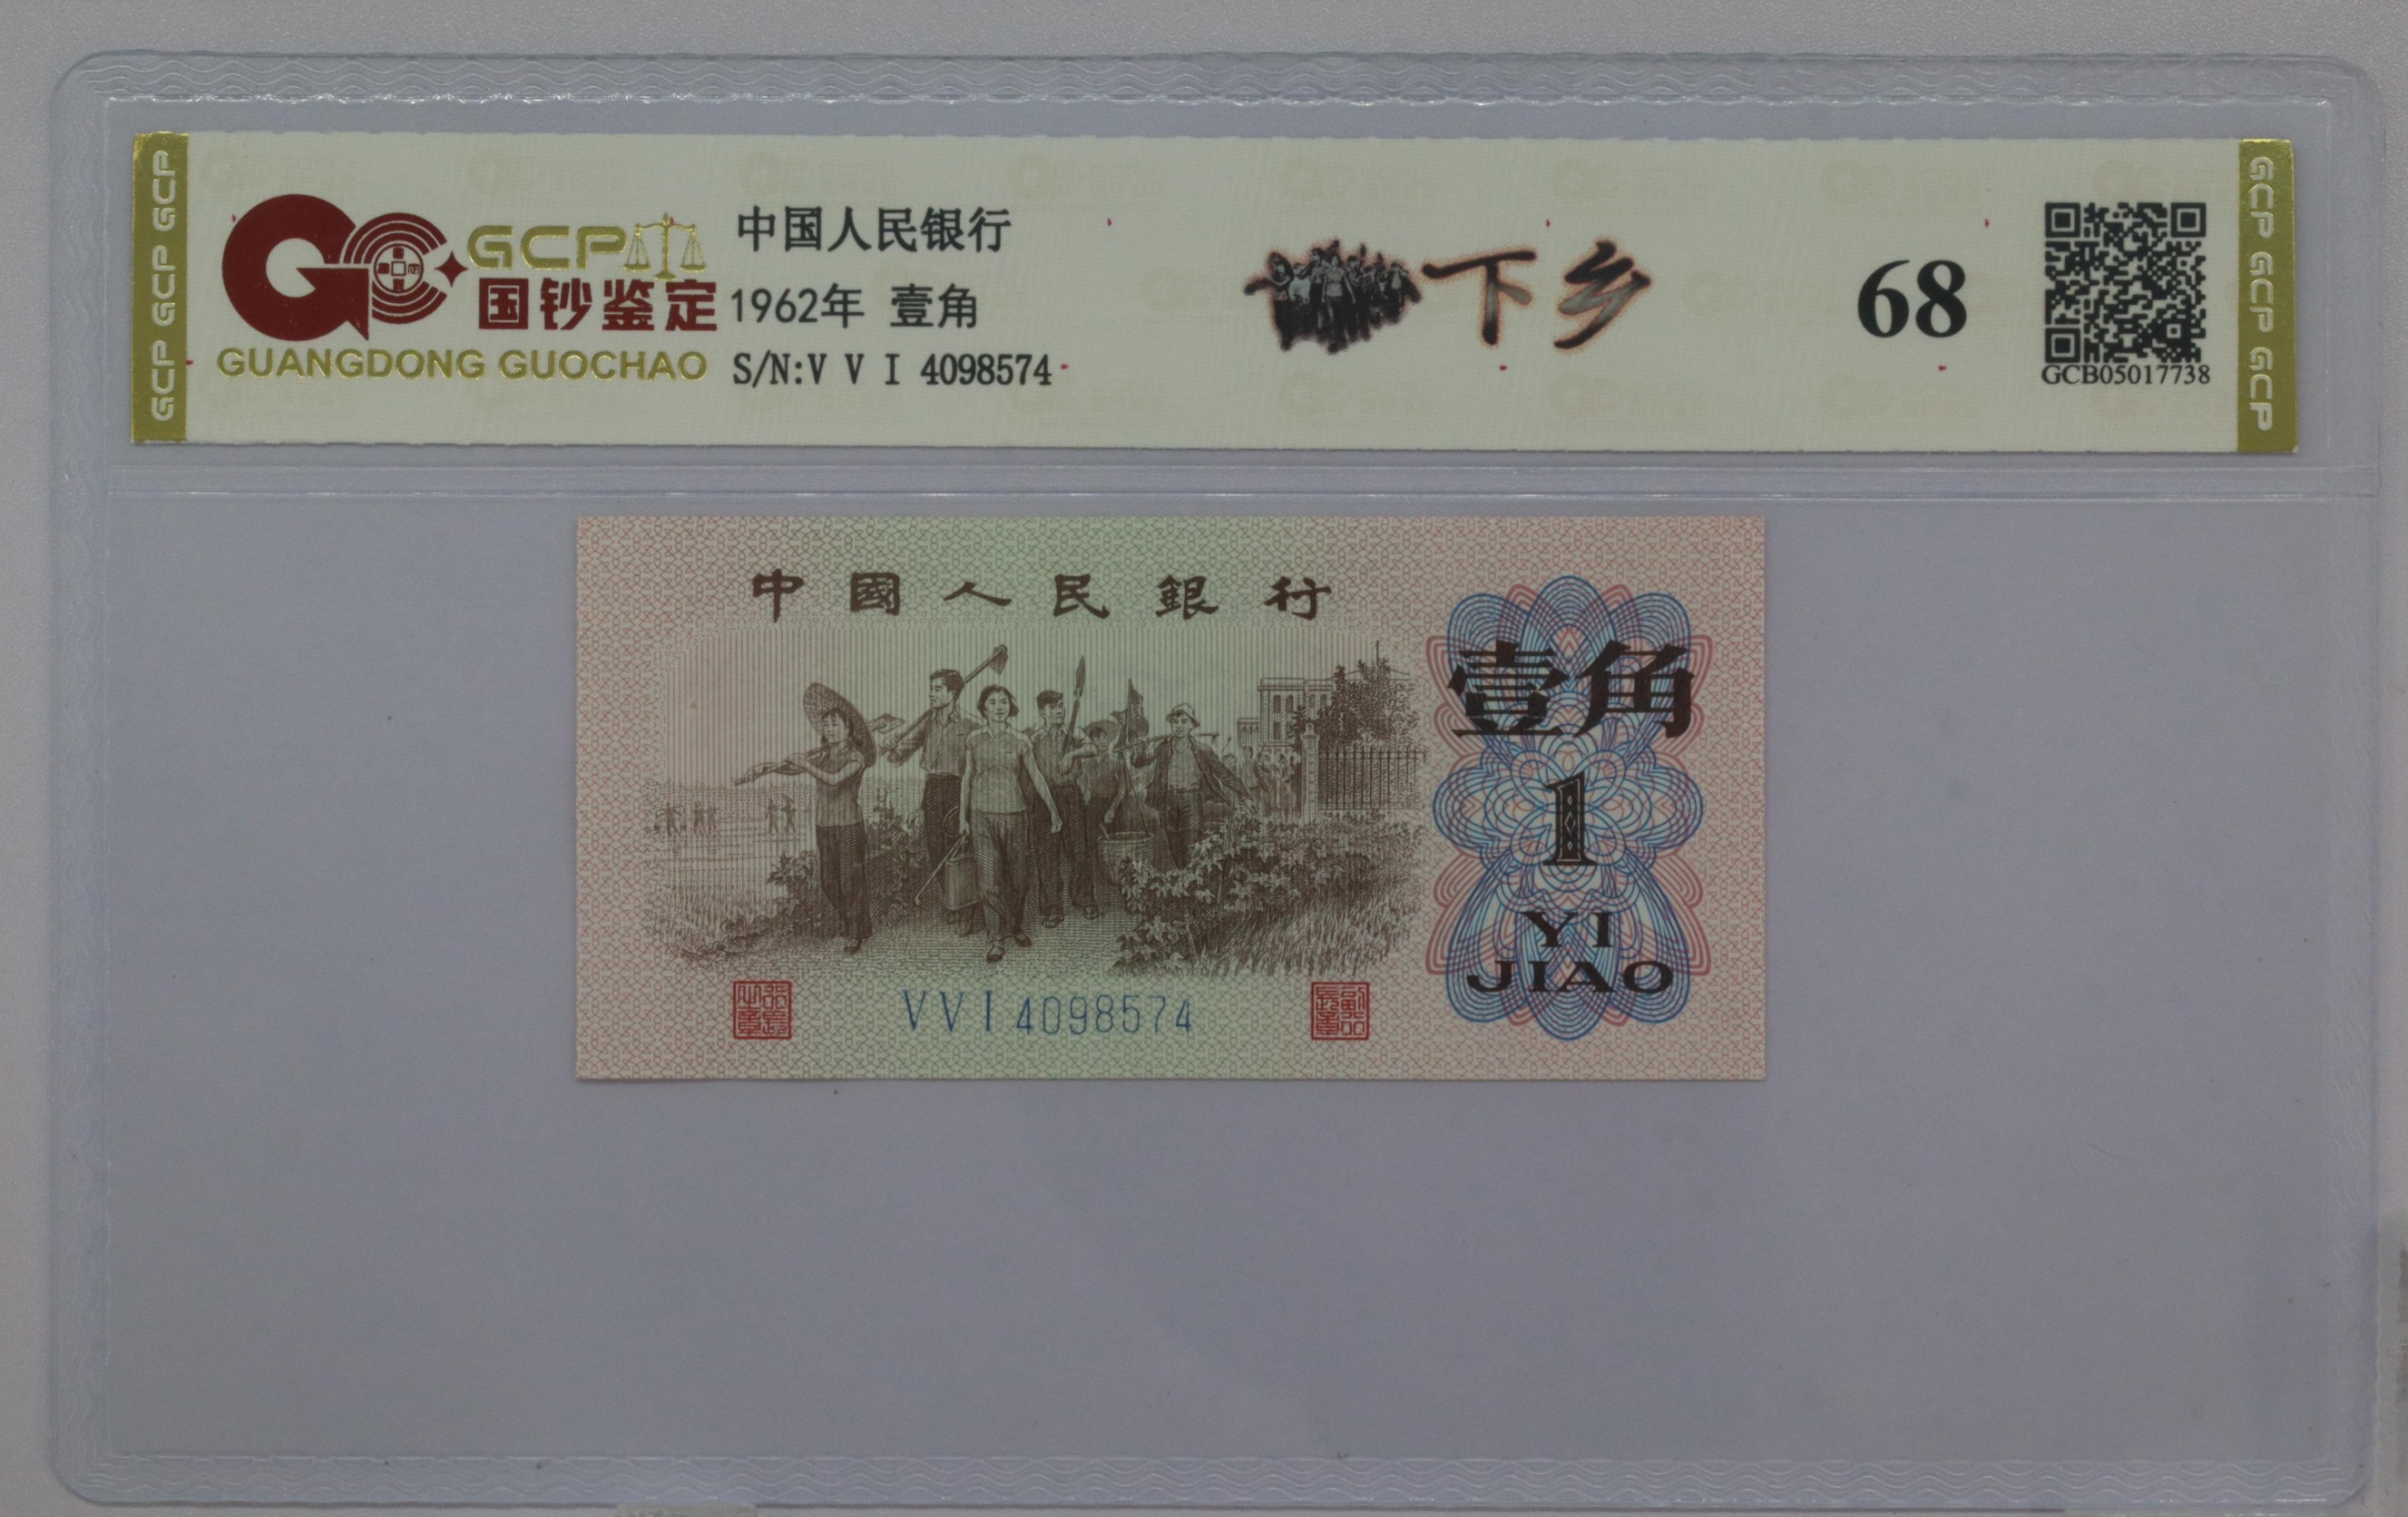 GCP GCP GCP
GCP
国钞鉴定
GUANGDONG GUOCHAO
中国人民银行
1962年 壹角
S/N:V V I 4098574
下乡
68
GCB05017738
GCP GCP GCP
中國人民銀行
壹角
1
YI
JIAO
VVI 4098574